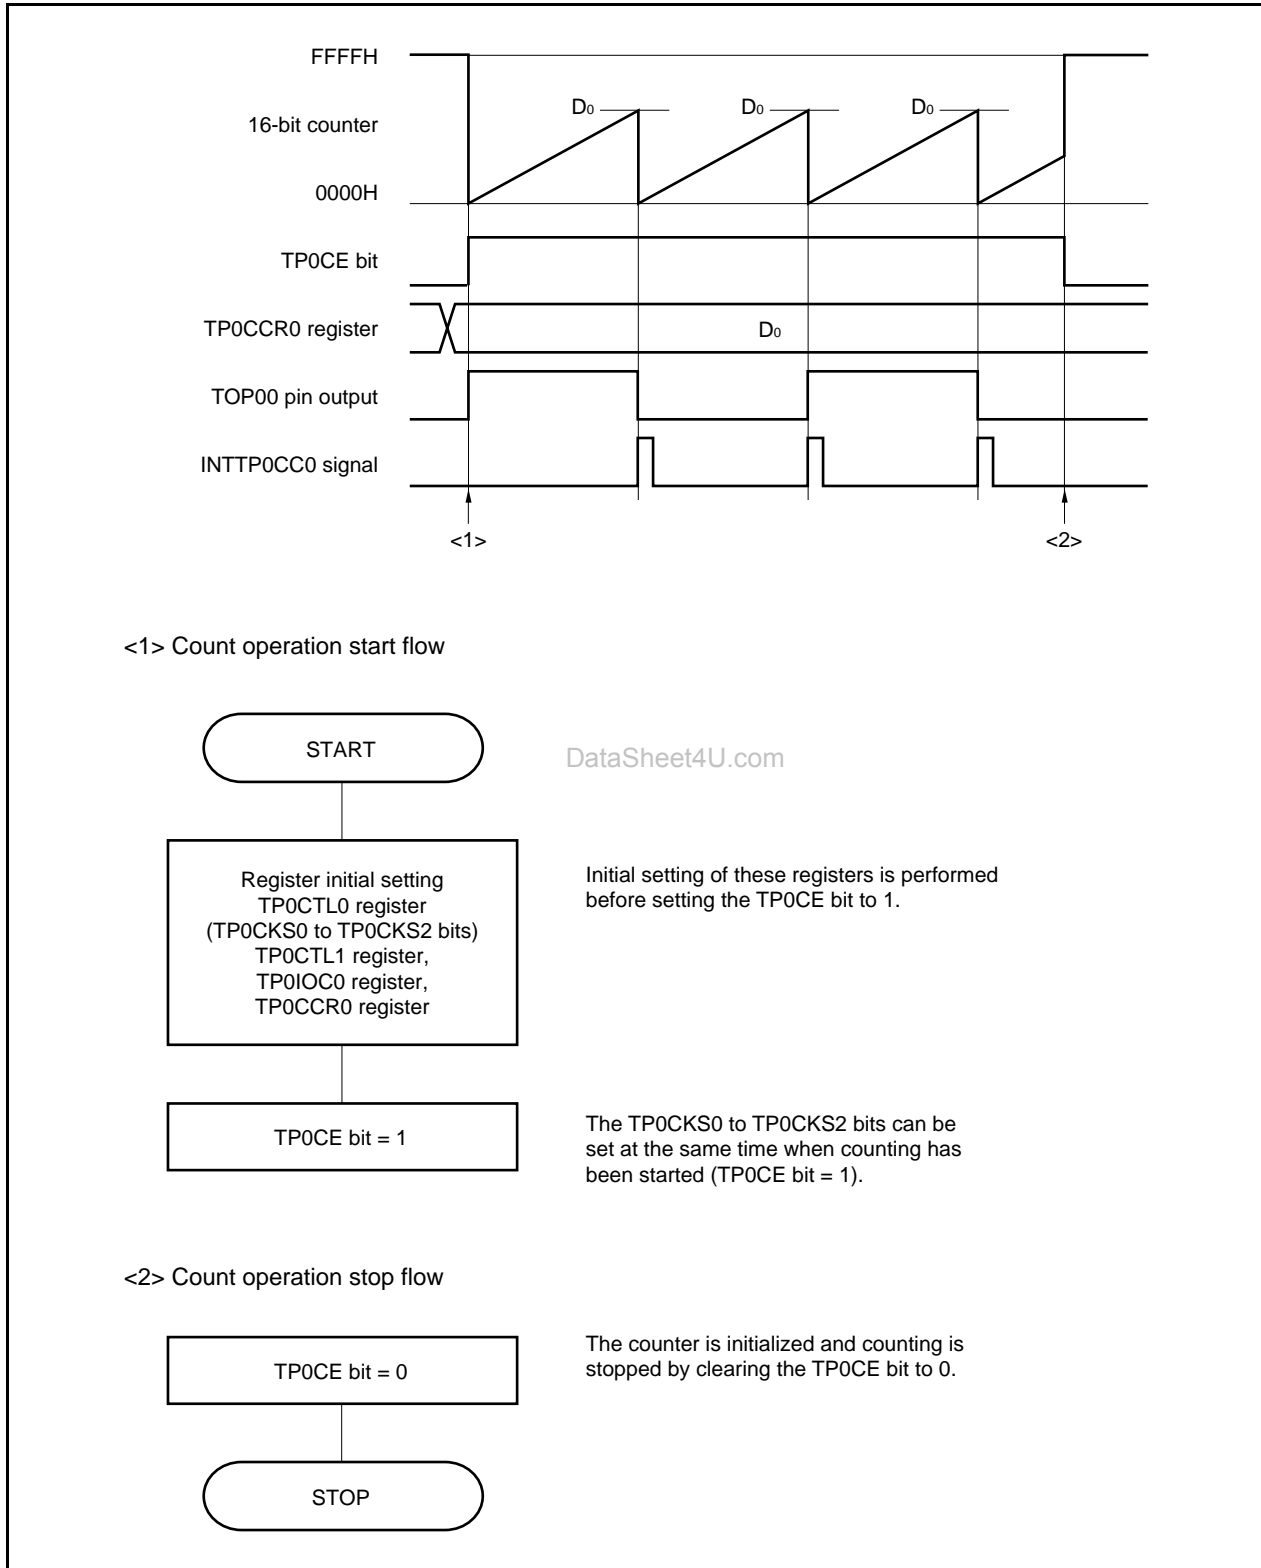 FFFFH
D0 D0 D0
16-bit counter
0000H
TP0CE bit
TP0CCR0 register
D0
TOP00 pin output
INTTP0CC0 signal
<1> <2>
<1> Count operation start flow
START
DataSheet4U.com
Register initial setting
TP0CTL0 register
(TP0CKS0 to TP0CKS2 bits)
TP0CTL1 register,
TP0IOC0 register,
TP0CCR0 register
Initial setting of these registers is performed
before setting the TP0CE bit to 1.
TP0CE bit = 1
The TP0CKS0 to TP0CKS2 bits can be
set at the same time when counting has
been started (TP0CE bit = 1).
<2> Count operation stop flow
TP0CE bit = 0
The counter is initialized and counting is
stopped by clearing the TP0CE bit to 0.
STOP